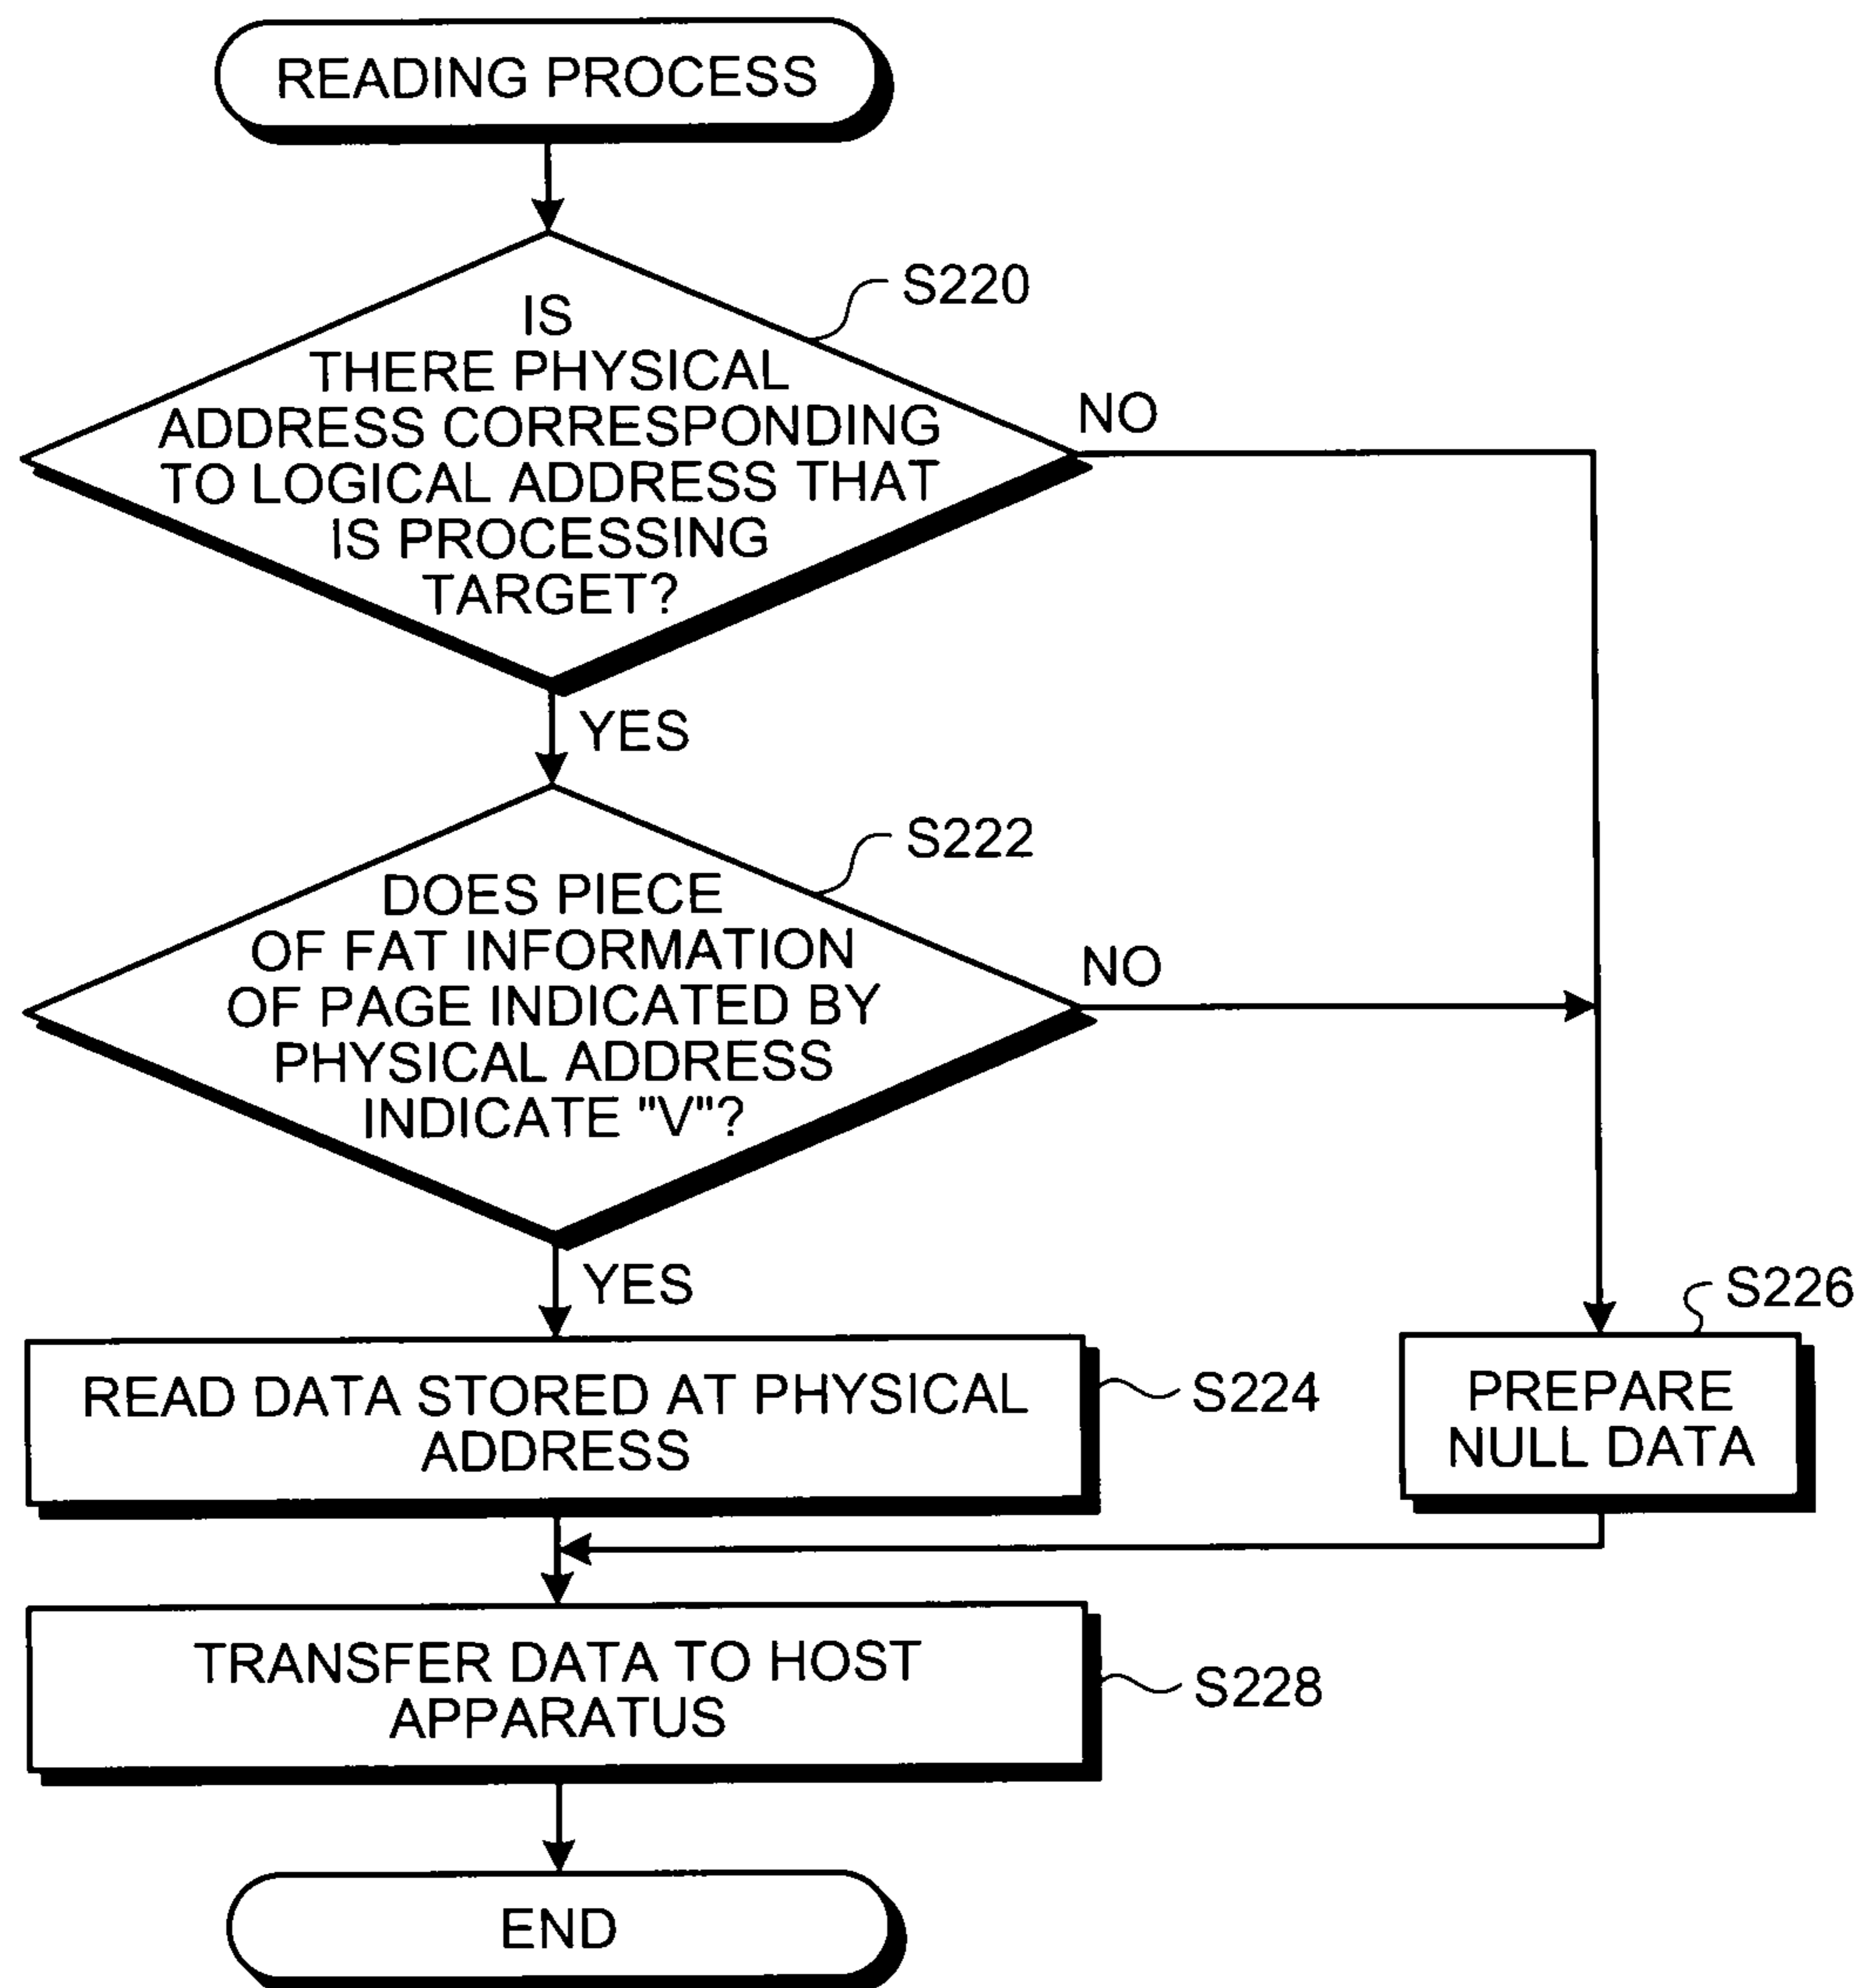 READING PROCESS
S220
IS
THERE PHYSICAL
ADDRESS CORRESPONDING
TO LOGICAL ADDRESS THAT
IS PROCESSING
TARGET?
NO
YES
S222
DOES PIECE
OF FAT INFORMATION
OF PAGE INDICATED BY
PHYSICAL ADDRESS
INDICATE "V"?
NO
YES
READ DATA STORED AT PHYSICAL
ADDRESS
S224
S226
PREPARE
NULL DATA
TRANSFER DATA TO HOST
APPARATUS
S228
END